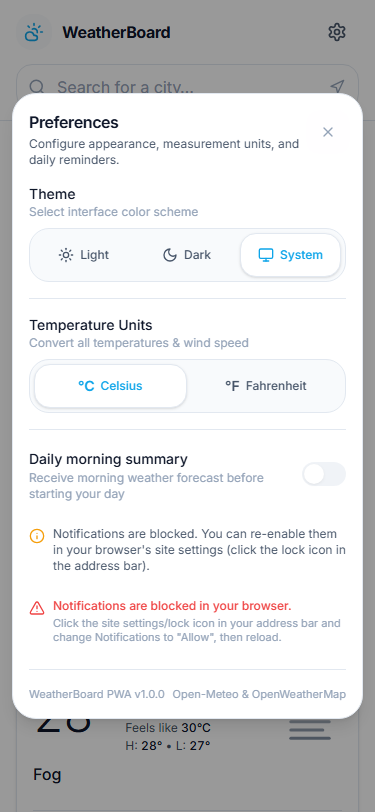 WeatherBoard
Search for a city...
Preferences
Configure appearance, measurement units, and
daily reminders.
Theme
Select interface color scheme
Light Dark System
Temperature Units
Convert all temperatures & wind speed
°C Celsius °F Fahrenheit
Daily morning summary
Receive morning weather forecast before
starting your day
Notifications are blocked. You can re-enable them
in your browser's site settings (click the lock icon in
the address bar).
Notifications are blocked in your browser.
Click the site settings/lock icon in your address bar and
change Notifications to "Allow", then reload.
WeatherBoard PWA v1.0.0 Open-Meteo & OpenWeatherMap
Feels like 30°C
H: 28° • L: 27°
Fog